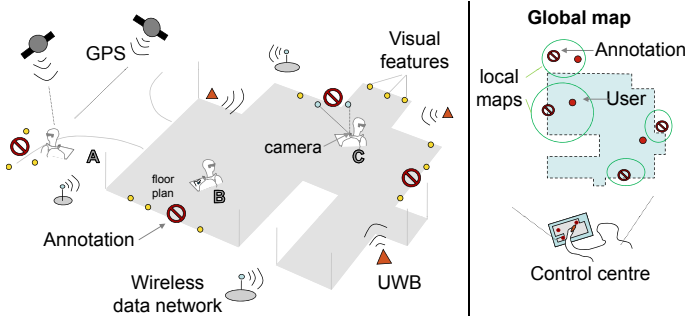 GPS
Visual
features
camera
A
B
C
floor
plan
Annotation
Wireless
data network
UWB
Global map
Annotation
local
maps
User
Control centre